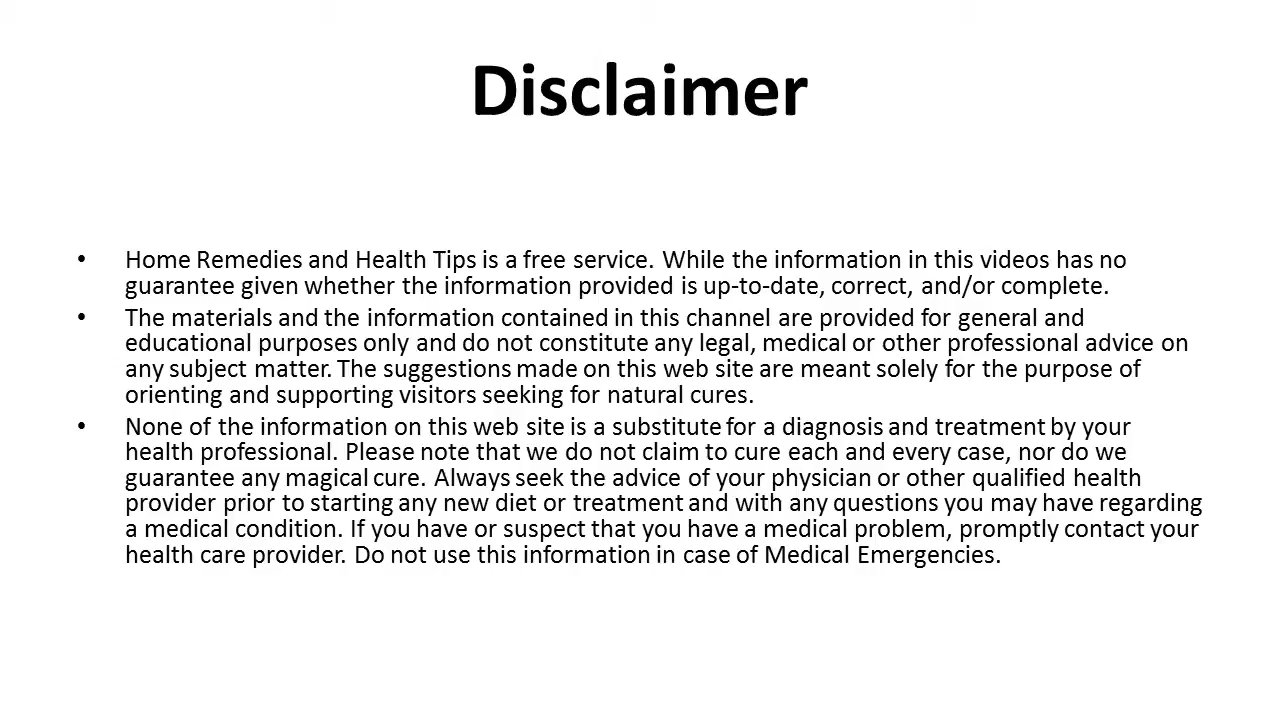 Disclaimer
• Home Remedies and Health Tips is a free service. While the information in this videos has no
guarantee given whether the information provided is up-to-date, correct, and/or complete.
• The materials and the information contained in this channel are provided for general and
educational purposes only and do not constitute any legal, medical or other professional advice on
any subject matter. The suggestions made on this web site are meant solely for the purpose of
orienting and supporting visitors seeking for natural cures.
• None of the information on this web site is a substitute for a diagnosis and treatment by your
health professional. Please note that we do not claim to cure each and every case, nor do we
guarantee any magical cure. Always seek the advice of your physician or other qualified health
provider prior to starting any new diet or treatment and with any questions you may have regarding
a medical condition. If you have or suspect that you have a medical problem, promptly contact your
health care provider. Do not use this information in case of Medical Emergencies.